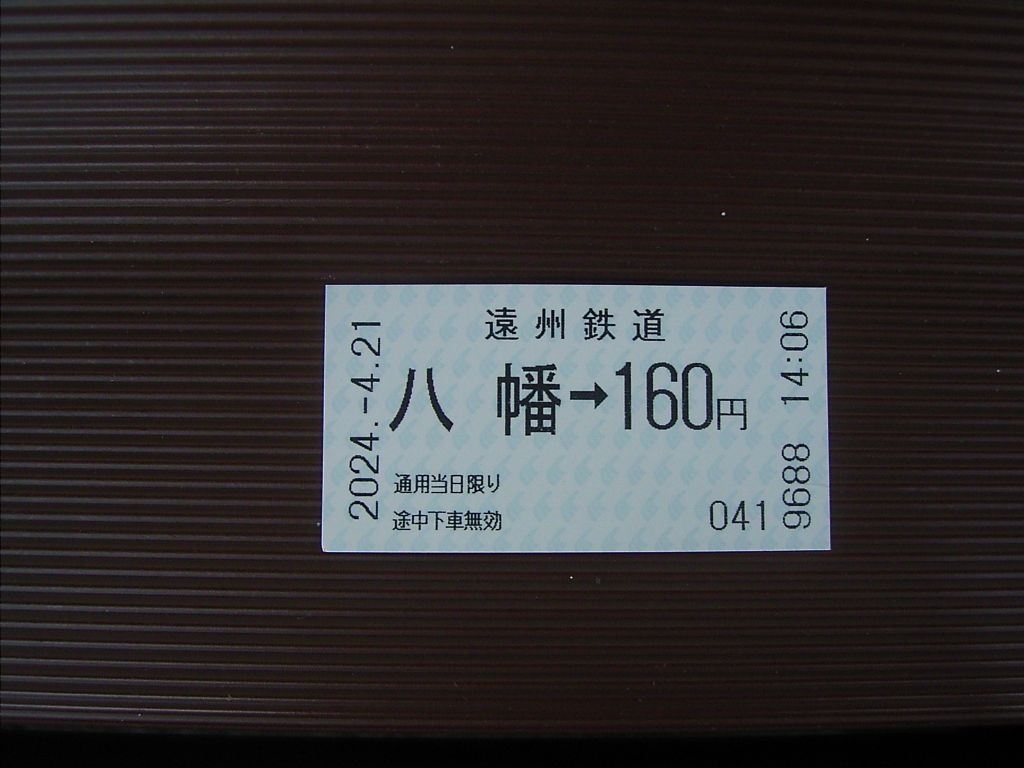 遠州鉄道
八幡→160円
通用当日限り
途中下車無効
041
2024.-4.21
9688 14:06